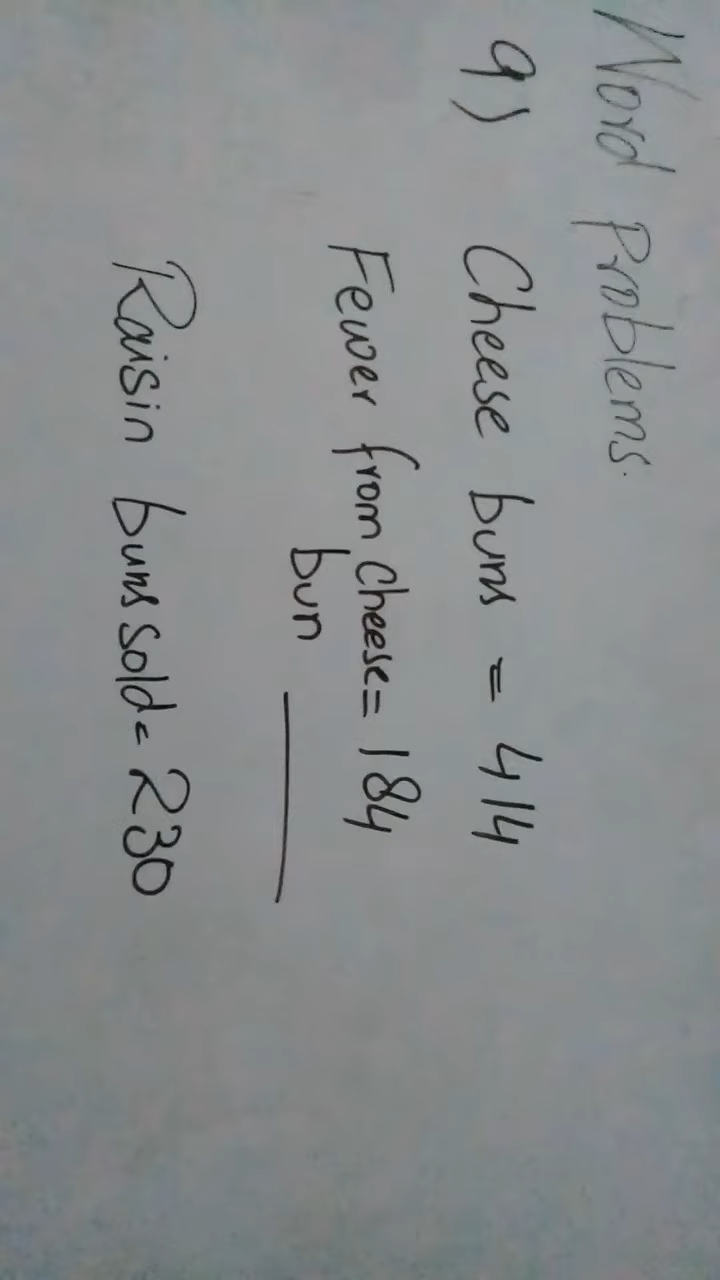 Word Problems.
9) Cheese buns = 414
Fewer from cheese = 184
bun
Raisin buns sold = 230